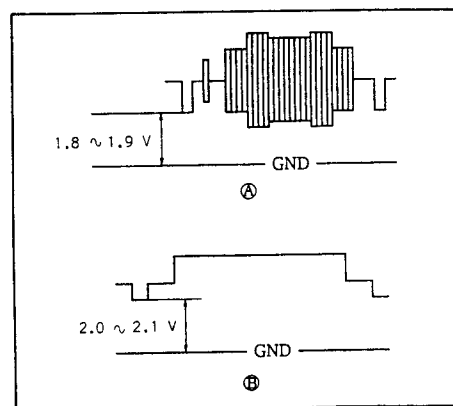 1.8 ~ 1.9 V
GND
Ⓐ
2.0 ~ 2.1 V
GND
Ⓑ